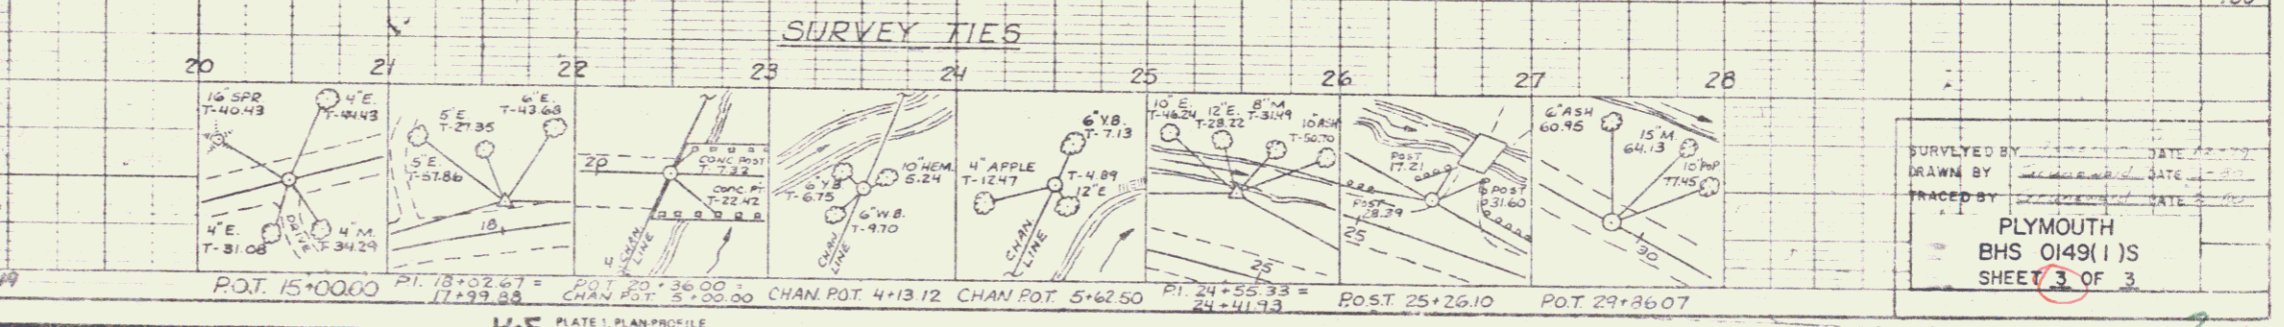 SURVEY TIES
20 21 22 23 24 25 26 27 28
16" SPR
T-40.43
4" E.
T-44.43
4" E.
T-31.08
DRIVE
4" M.
T-34.29
P.O.T. 15+00.00
5" E.
T-27.35
6" E.
T-43.68
5" E.
T-57.86
18
P.I. 18+02.67 =
17+99.88
20
CONC. POST
T-7.32
CONC. PT
T-22.42
CHAN.
LINE
4
P.O.T. 20+36.00 =
CHAN P.O.T. 5+00.00
6" Y.B.
T-6.75
10" HEM.
5.24
6" W.B.
T-9.70
CHAN.
LINE
CHAN. P.O.T. 4+13.12
6" Y.B.
T-7.13
4" APPLE
T-12.47
T-4.89
12" E
CHAN.
LINE
CHAN P.O.T. 5+62.50
10" E.
T-46.24
12" E.
T-28.22
8" M
T-31.49
10" ASH
T-50.70
25
P.I. 24+55.33 =
24+41.93
POST
17.21
POST
28.39
POST
31.60
25
P.O.S.T. 25+26.10
6" ASH
60.95
15" M.
64.13
10" POP
77.45
30
P.O.T. 29+86.07
SURVEYED BY DATE
DRAWN BY DATE
TRACED BY DATE
PLYMOUTH
BHS 0149(1)S
SHEET 3 OF 3
PLATE 1, PLAN-PROFILE